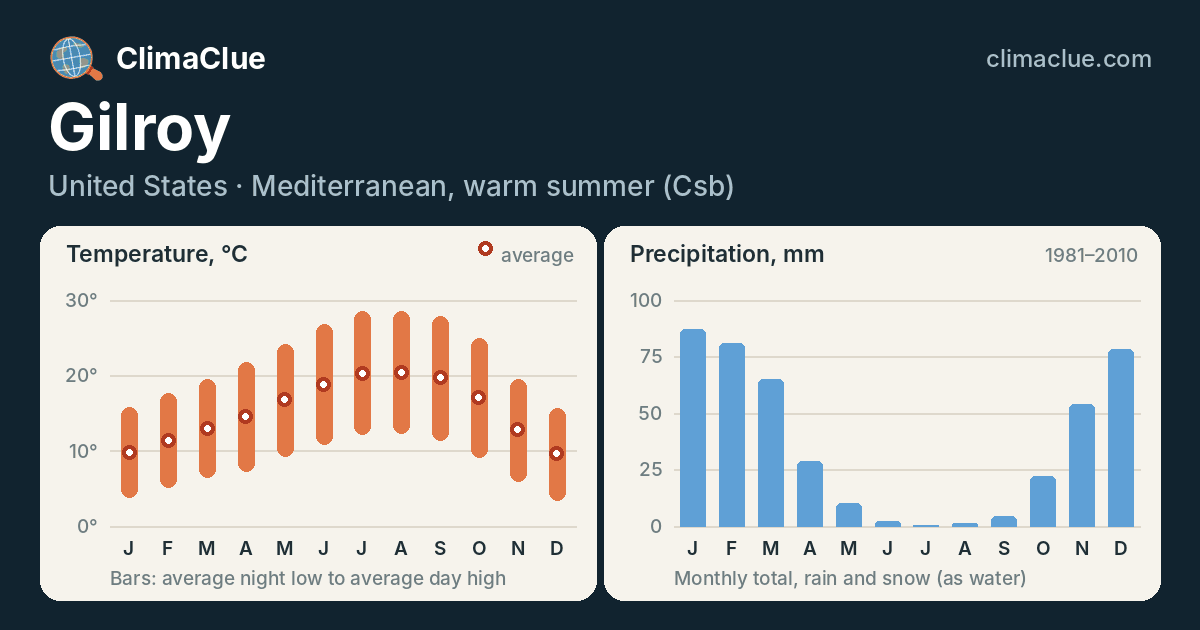 ClimaClue
climaclue.com
Gilroy
United States · Mediterranean, warm summer (Csb)
Temperature, °C
average
30°
20°
10°
0°
J F M A M J J A S O N D
Bars: average night low to average day high
Precipitation, mm
1981–2010
100
75
50
25
0
J F M A M J J A S O N D
Monthly total, rain and snow (as water)